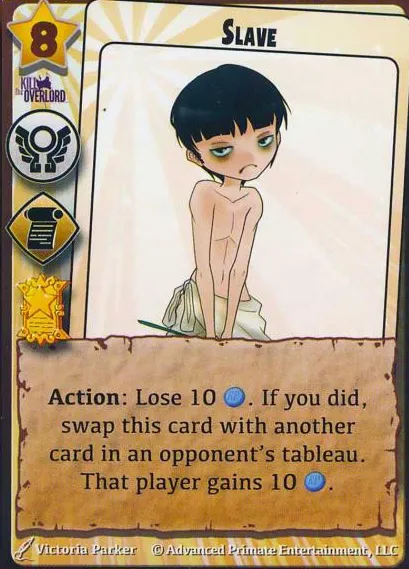 8
SLAVE
KILL
the OVERLORD
Action: Lose 10 . If you did,
swap this card with another
card in an opponent's tableau.
That player gains 10 .
Victoria Parker © Advanced Primate Entertainment, LLC